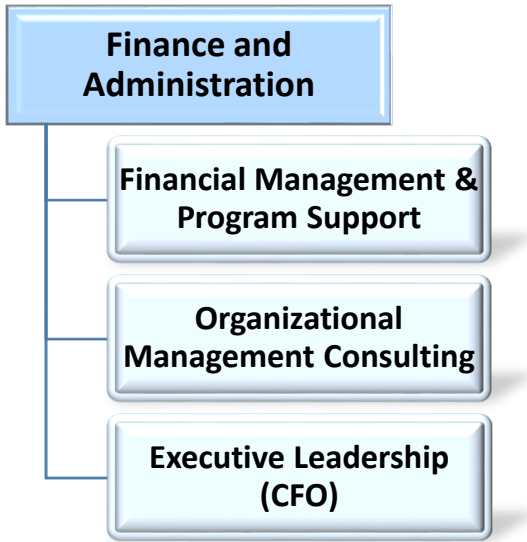 Finance and
Administration
Financial Management &
Program Support
Organizational
Management Consulting
Executive Leadership
(CFO)